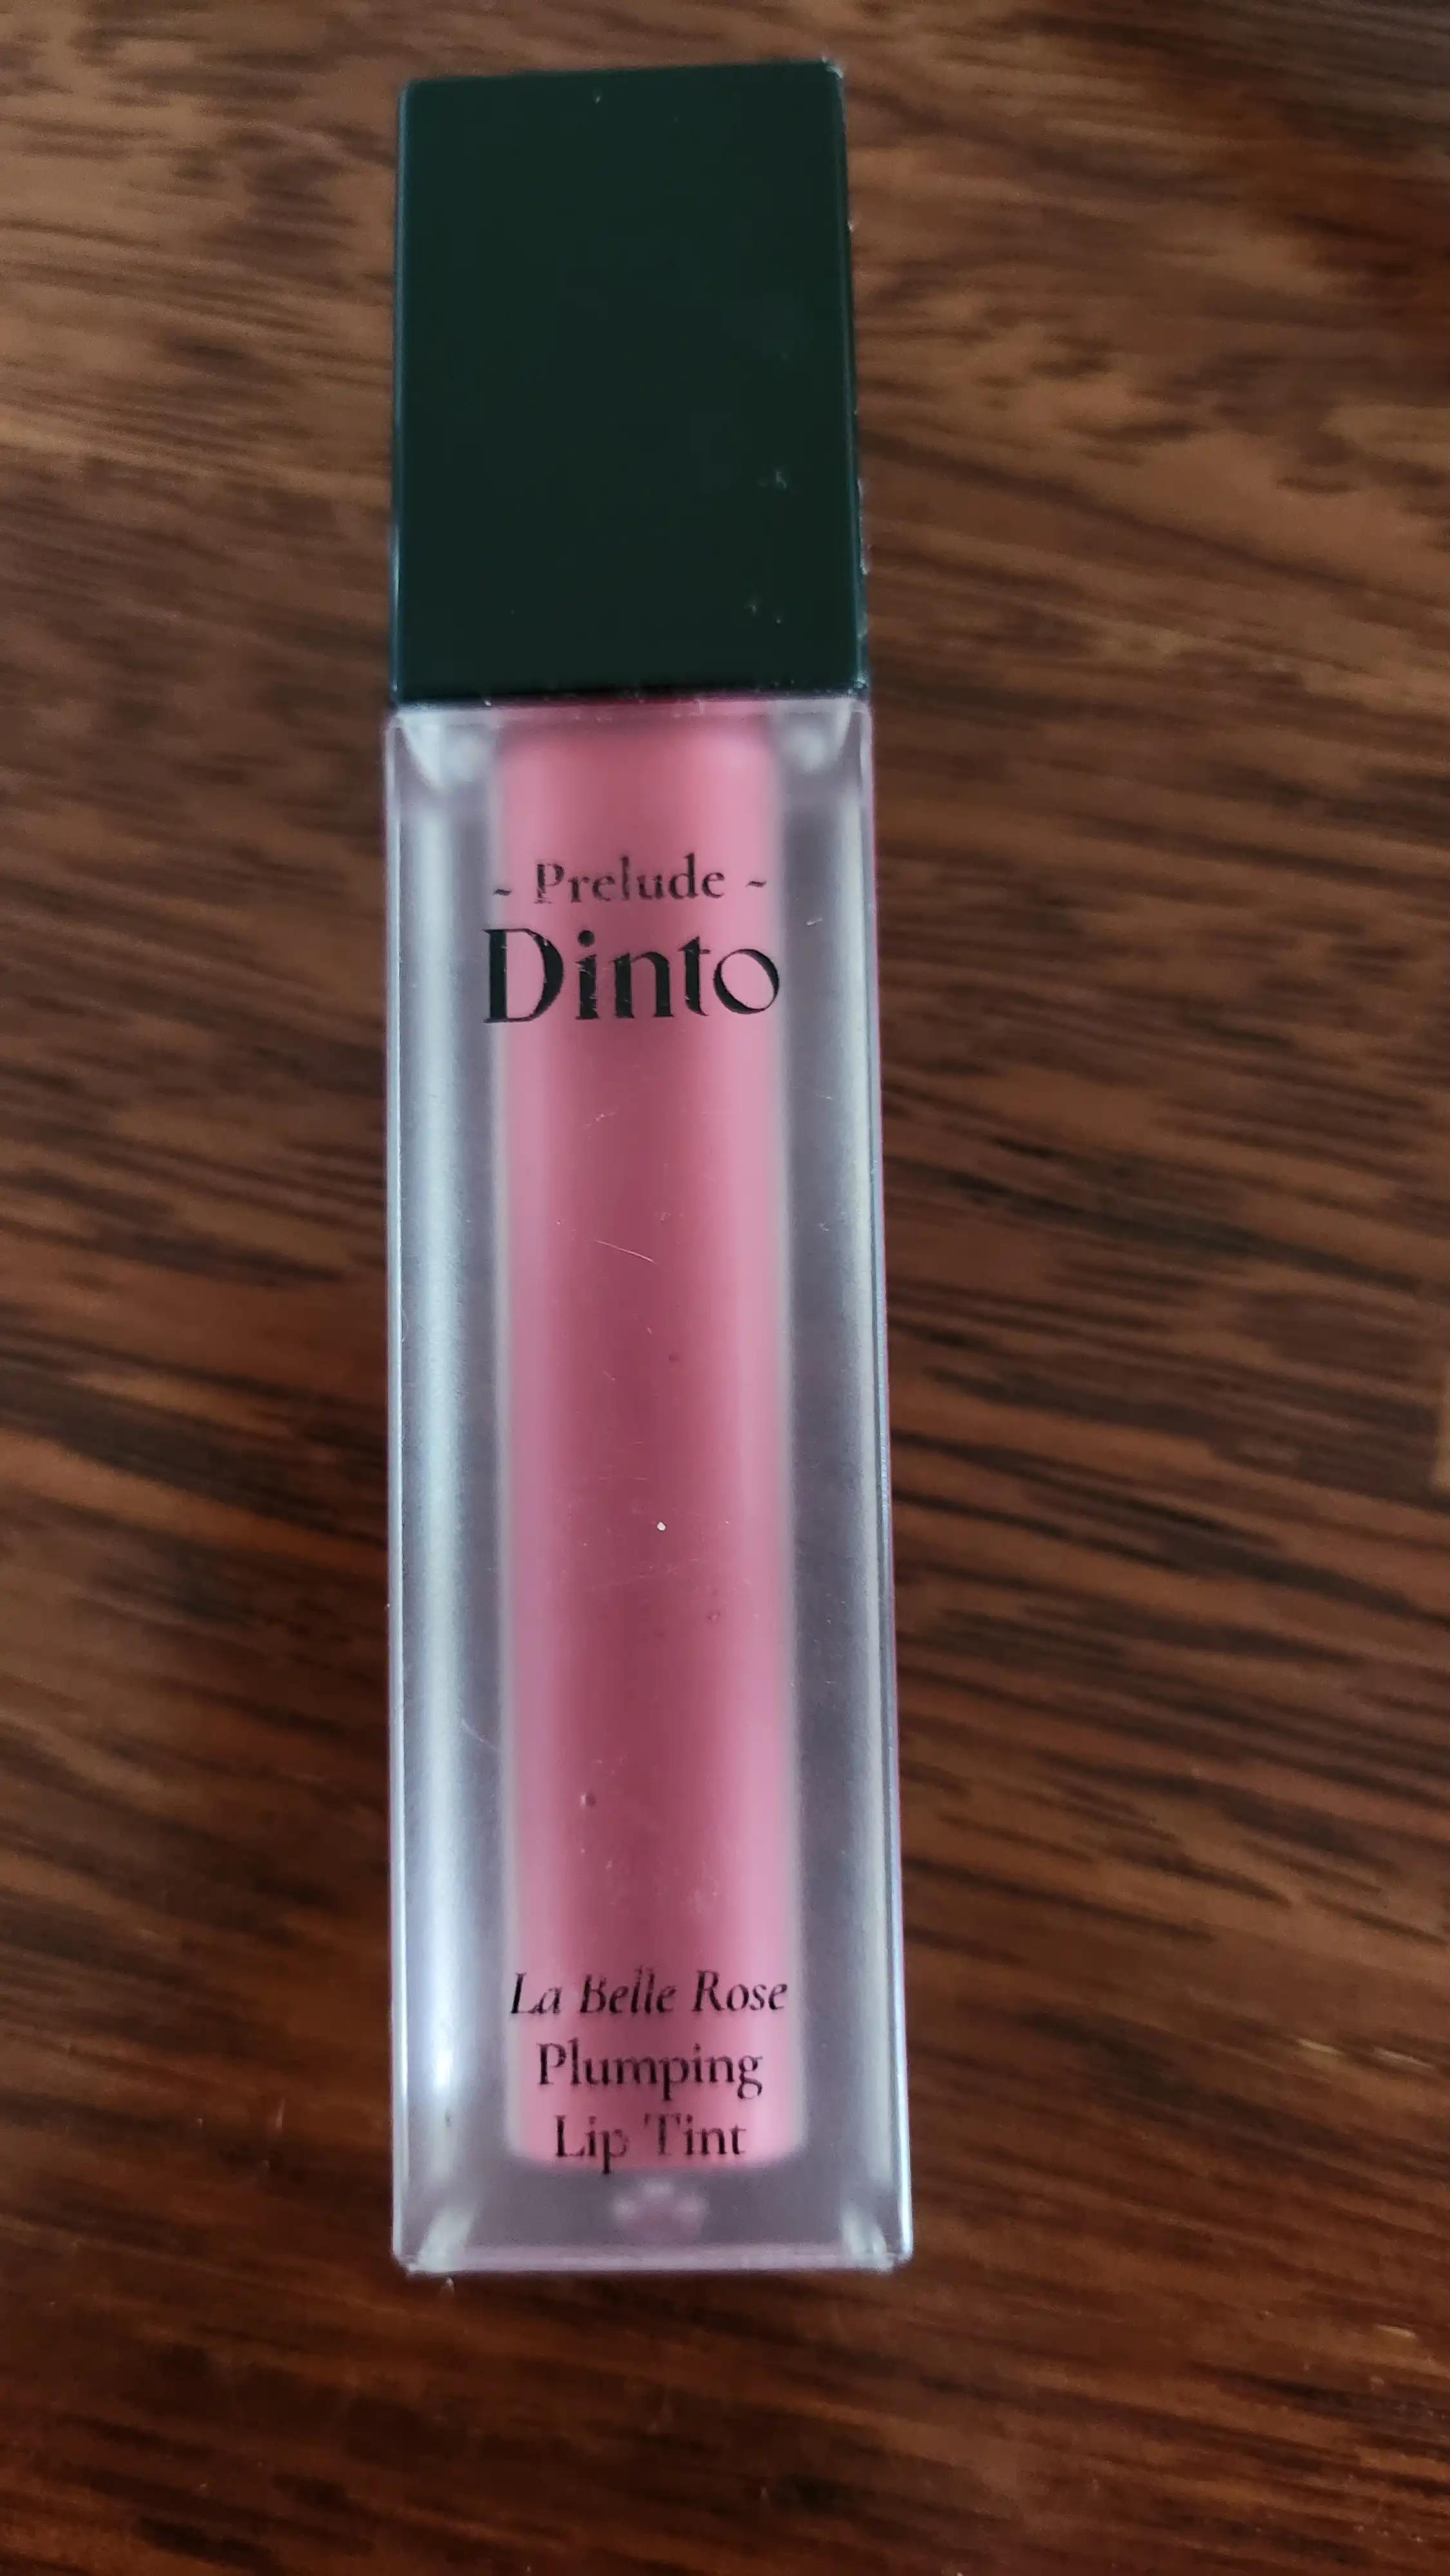 ~ Prelude ~
Dinto
La Belle Rose
Plumping
Lip Tint